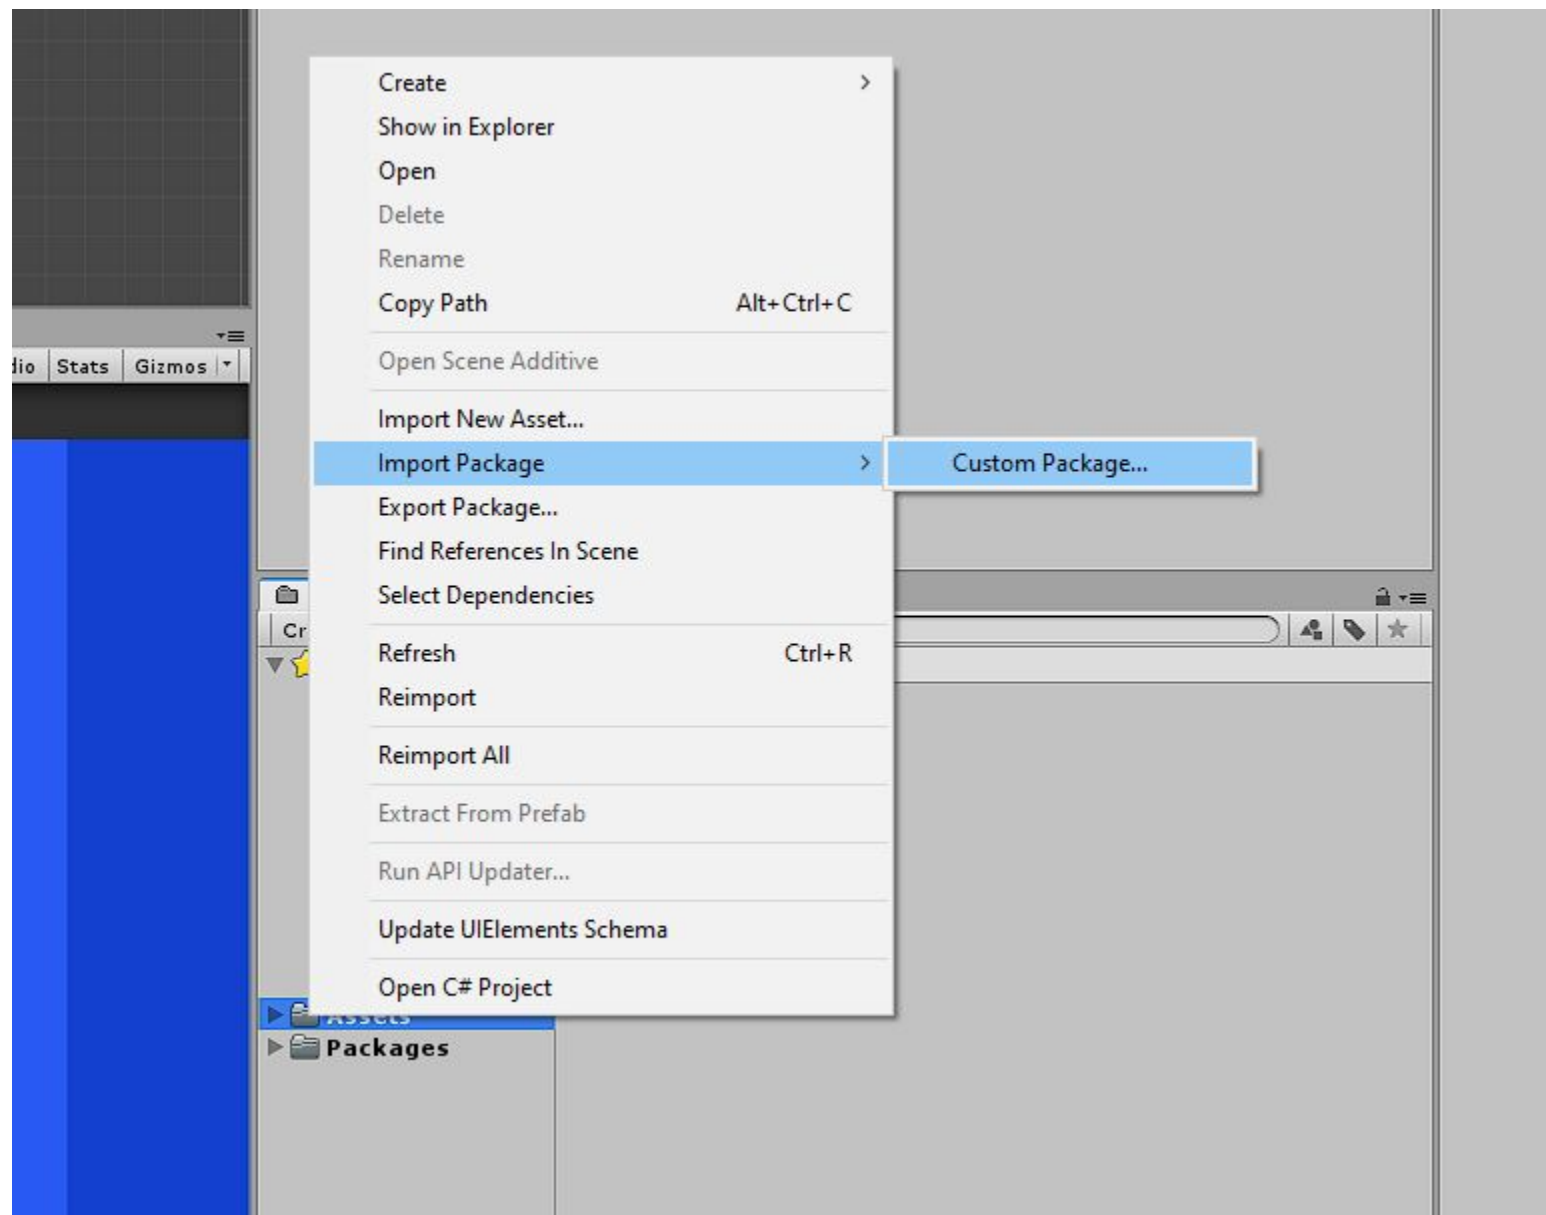 Create
Show in Explorer
Open
Delete
Rename
Copy Path Alt+Ctrl+C
Open Scene Additive
Stats Gizmos
Import New Asset...
Import Package Custom Package...
Export Package...
Find References In Scene
Select Dependencies
Refresh Ctrl+R
Reimport
Reimport All
Extract From Prefab
Run API Updater...
Update UIElements Schema
Open C# Project
Assets
Packages